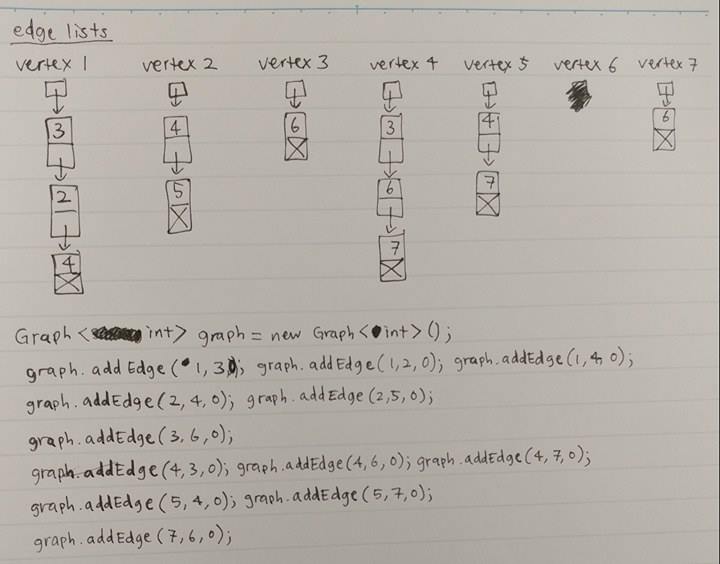 edge lists
vertex 1 vertex 2 vertex 3 vertex 4 vertex 5 vertex 6 vertex 7
3 4 6 3 4 6
2 5 6 7
4 7
Graph < int> graph = new Graph< int>();
graph.addEdge( 1, 3 ); graph.addEdge(1,2,0); graph.addEdge(1,4,0);
graph.addEdge(2,4,0); graph.addEdge(2,5,0);
graph.addEdge(3,6,0);
graph.addEdge(4,3,0); graph.addEdge(4,6,0); graph.addEdge(4,7,0);
graph.addEdge(5,4,0); graph.addEdge(5,7,0);
graph.addEdge(7,6,0);